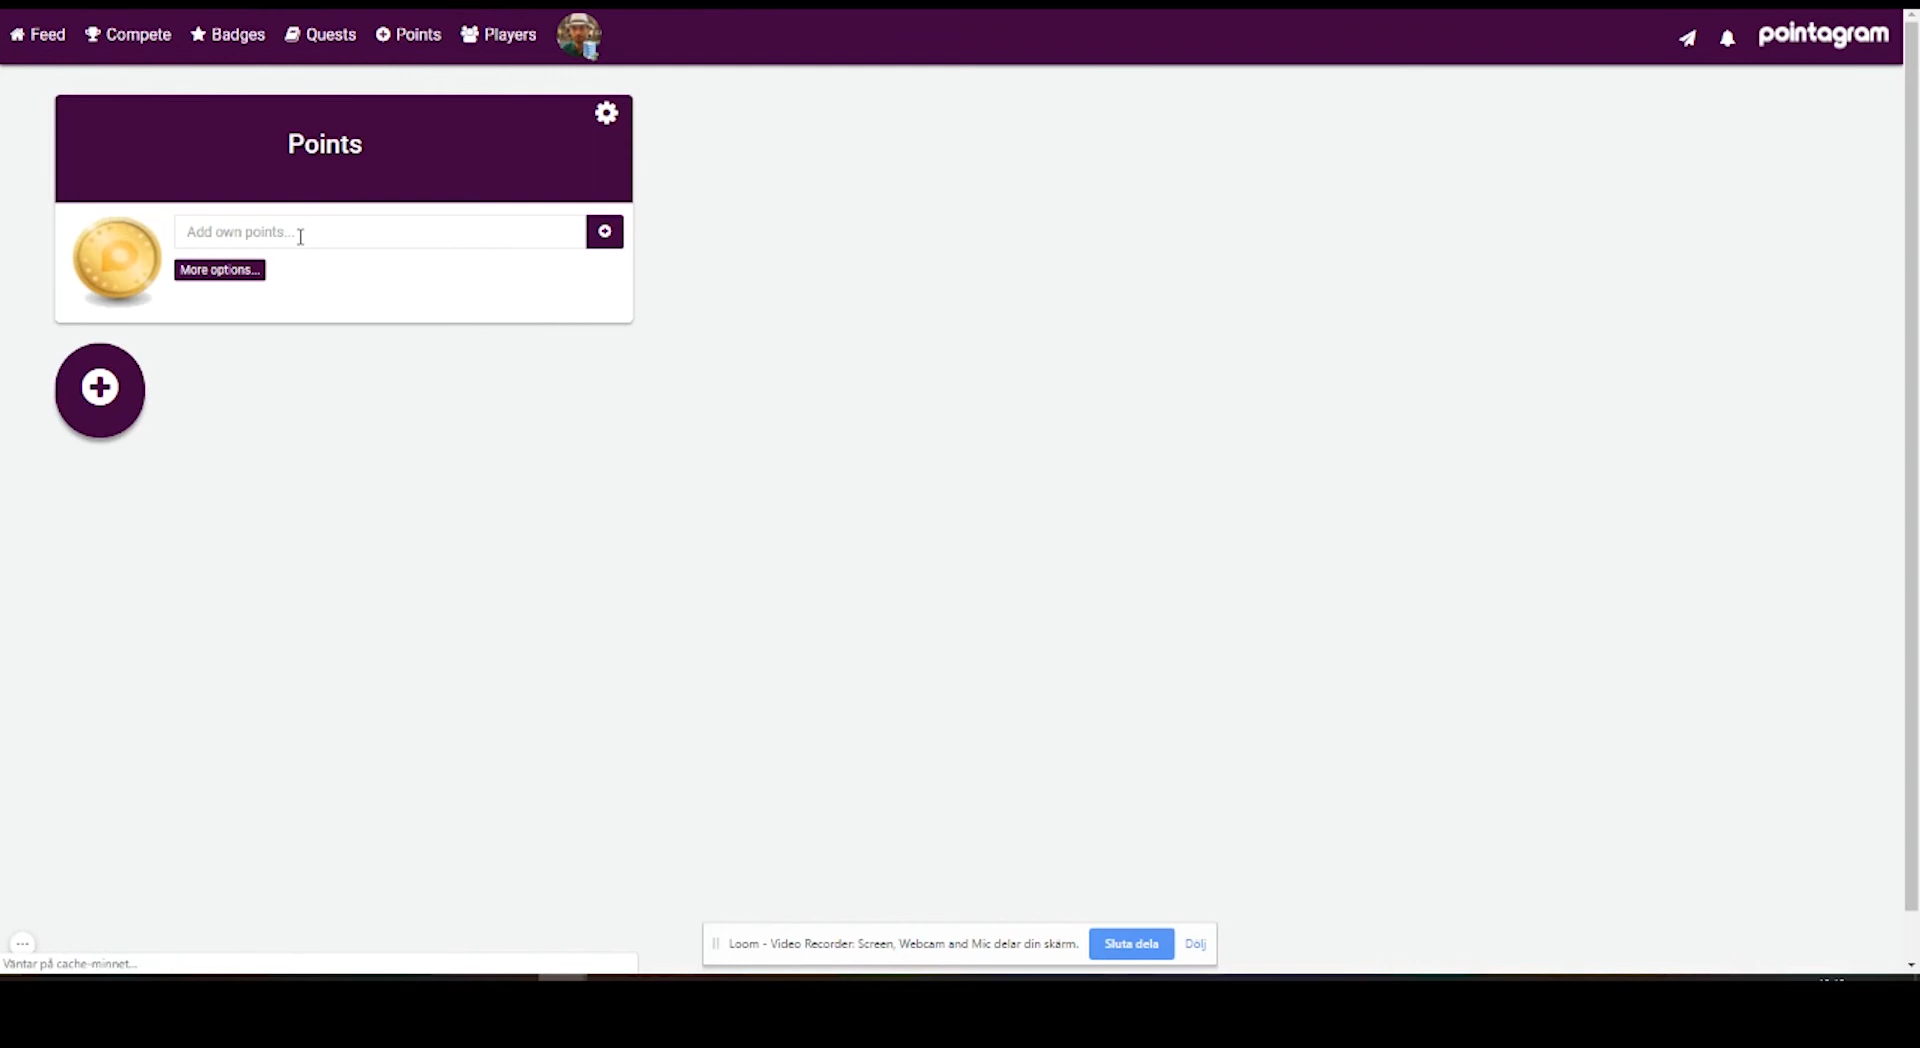 Feed Compete Badges Quests Points Players pointagram
Points
Add own points...
More options...
Loom - Video Recorder: Screen, Webcam and Mic delar din skärm. Sluta dela Dölj
Väntar på cache-minnet...